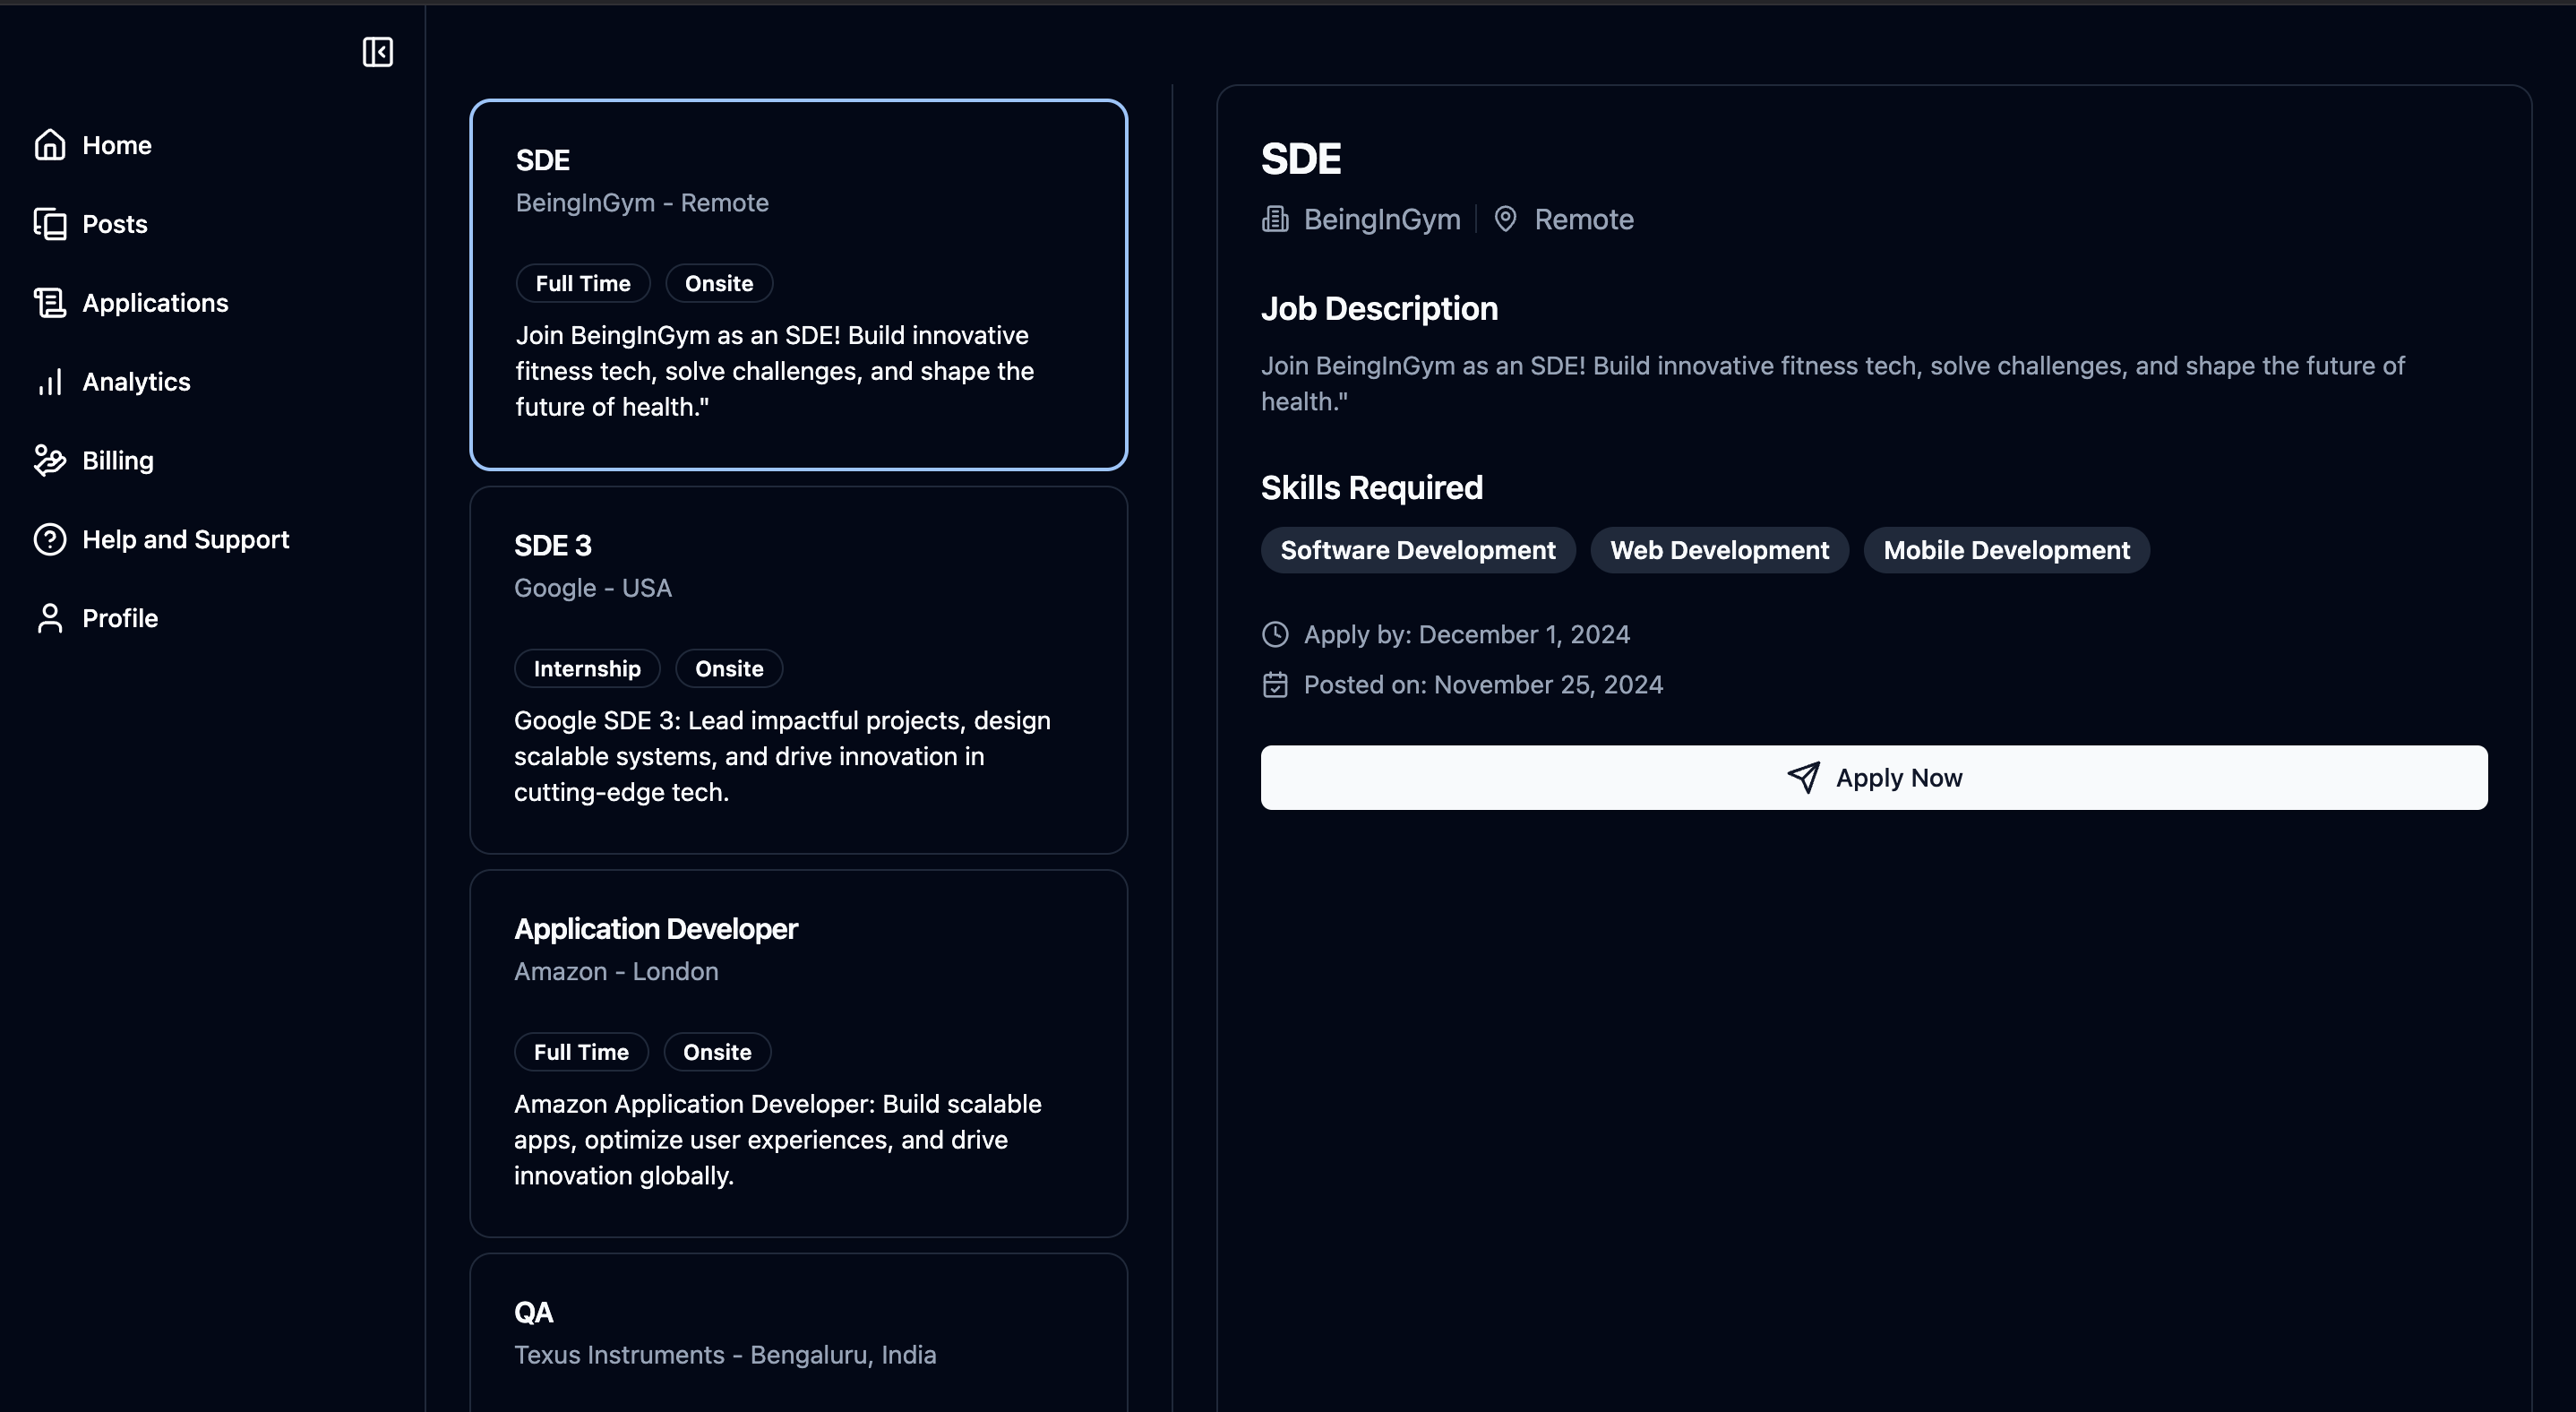 Home
Posts
Applications
Analytics
Billing
Help and Support
Profile
SDE
BeingInGym - Remote
Full Time
Onsite
Join BeingInGym as an SDE! Build innovative
fitness tech, solve challenges, and shape the
future of health."
SDE 3
Google - USA
Internship
Onsite
Google SDE 3: Lead impactful projects, design
scalable systems, and drive innovation in
cutting-edge tech.
Application Developer
Amazon - London
Full Time
Onsite
Amazon Application Developer: Build scalable
apps, optimize user experiences, and drive
innovation globally.
QA
Texus Instruments - Bengaluru, India
SDE
BeingInGym
Remote
Job Description
Join BeingInGym as an SDE! Build innovative fitness tech, solve challenges, and shape the future of
health."
Skills Required
Software Development
Web Development
Mobile Development
Apply by: December 1, 2024
Posted on: November 25, 2024
Apply Now